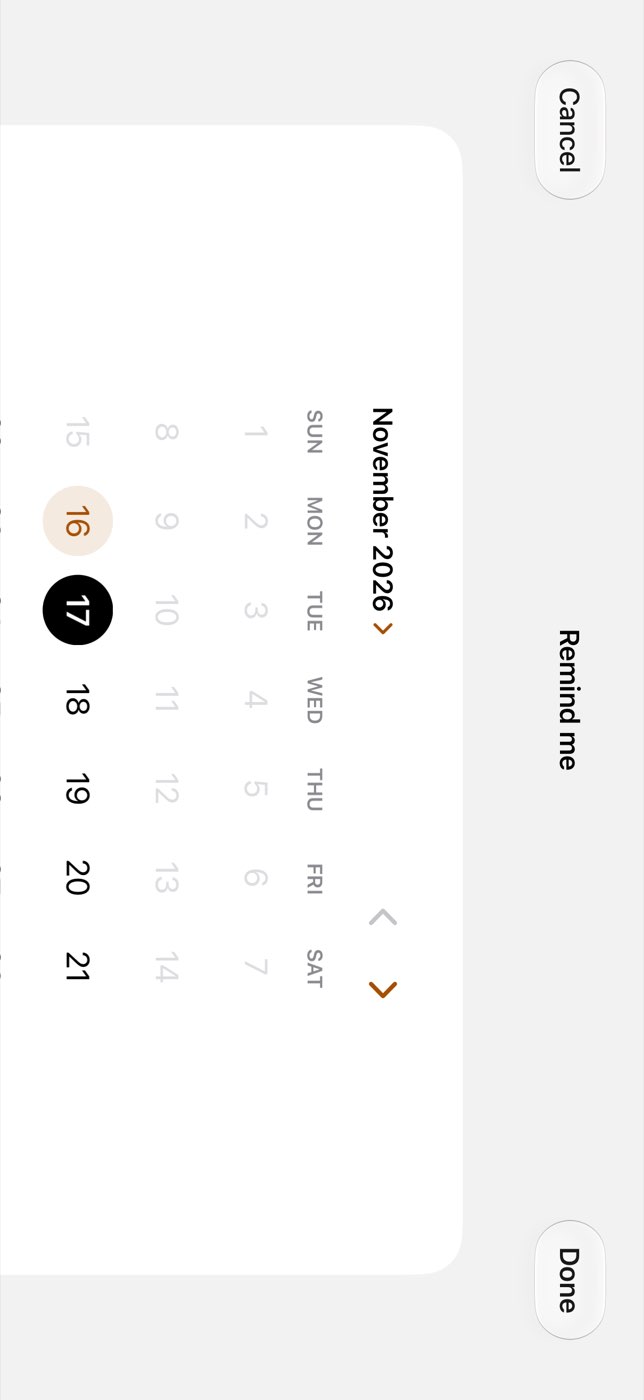 Cancel Remind me Done
November 2026
SUN MON TUE WED THU FRI SAT
1 2 3 4 5 6 7
8 9 10 11 12 13 14
15 16 17 18 19 20 21